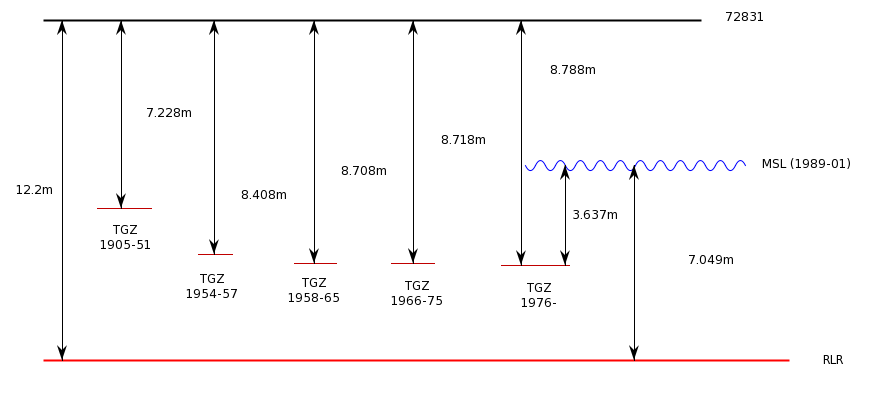 72831
8.788m
7.228m
8.718m
MSL (1989-01)
8.708m
12.2m
8.408m
3.637m
TGZ
1905-51
7.049m
TGZ
1954-57
TGZ
1958-65
TGZ
1966-75
TGZ
1976-
RLR